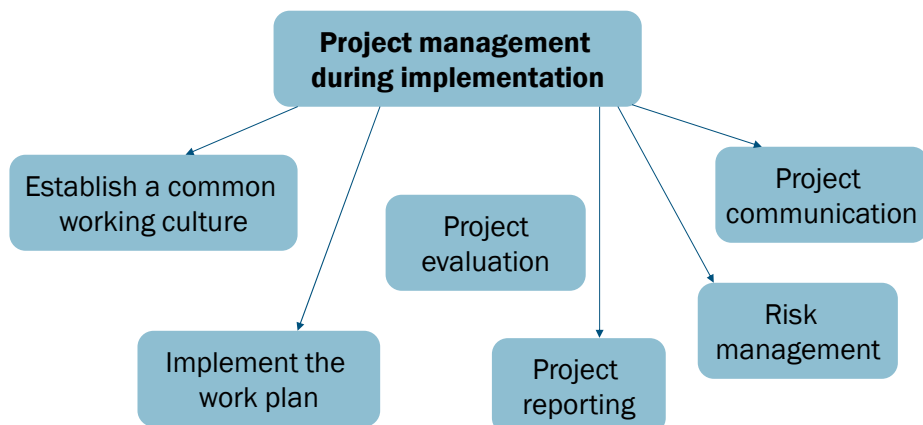 Project management
during implementation
Establish a common
working culture
Project
communication
Project
evaluation
Risk
management
Implement the
work plan
Project
reporting